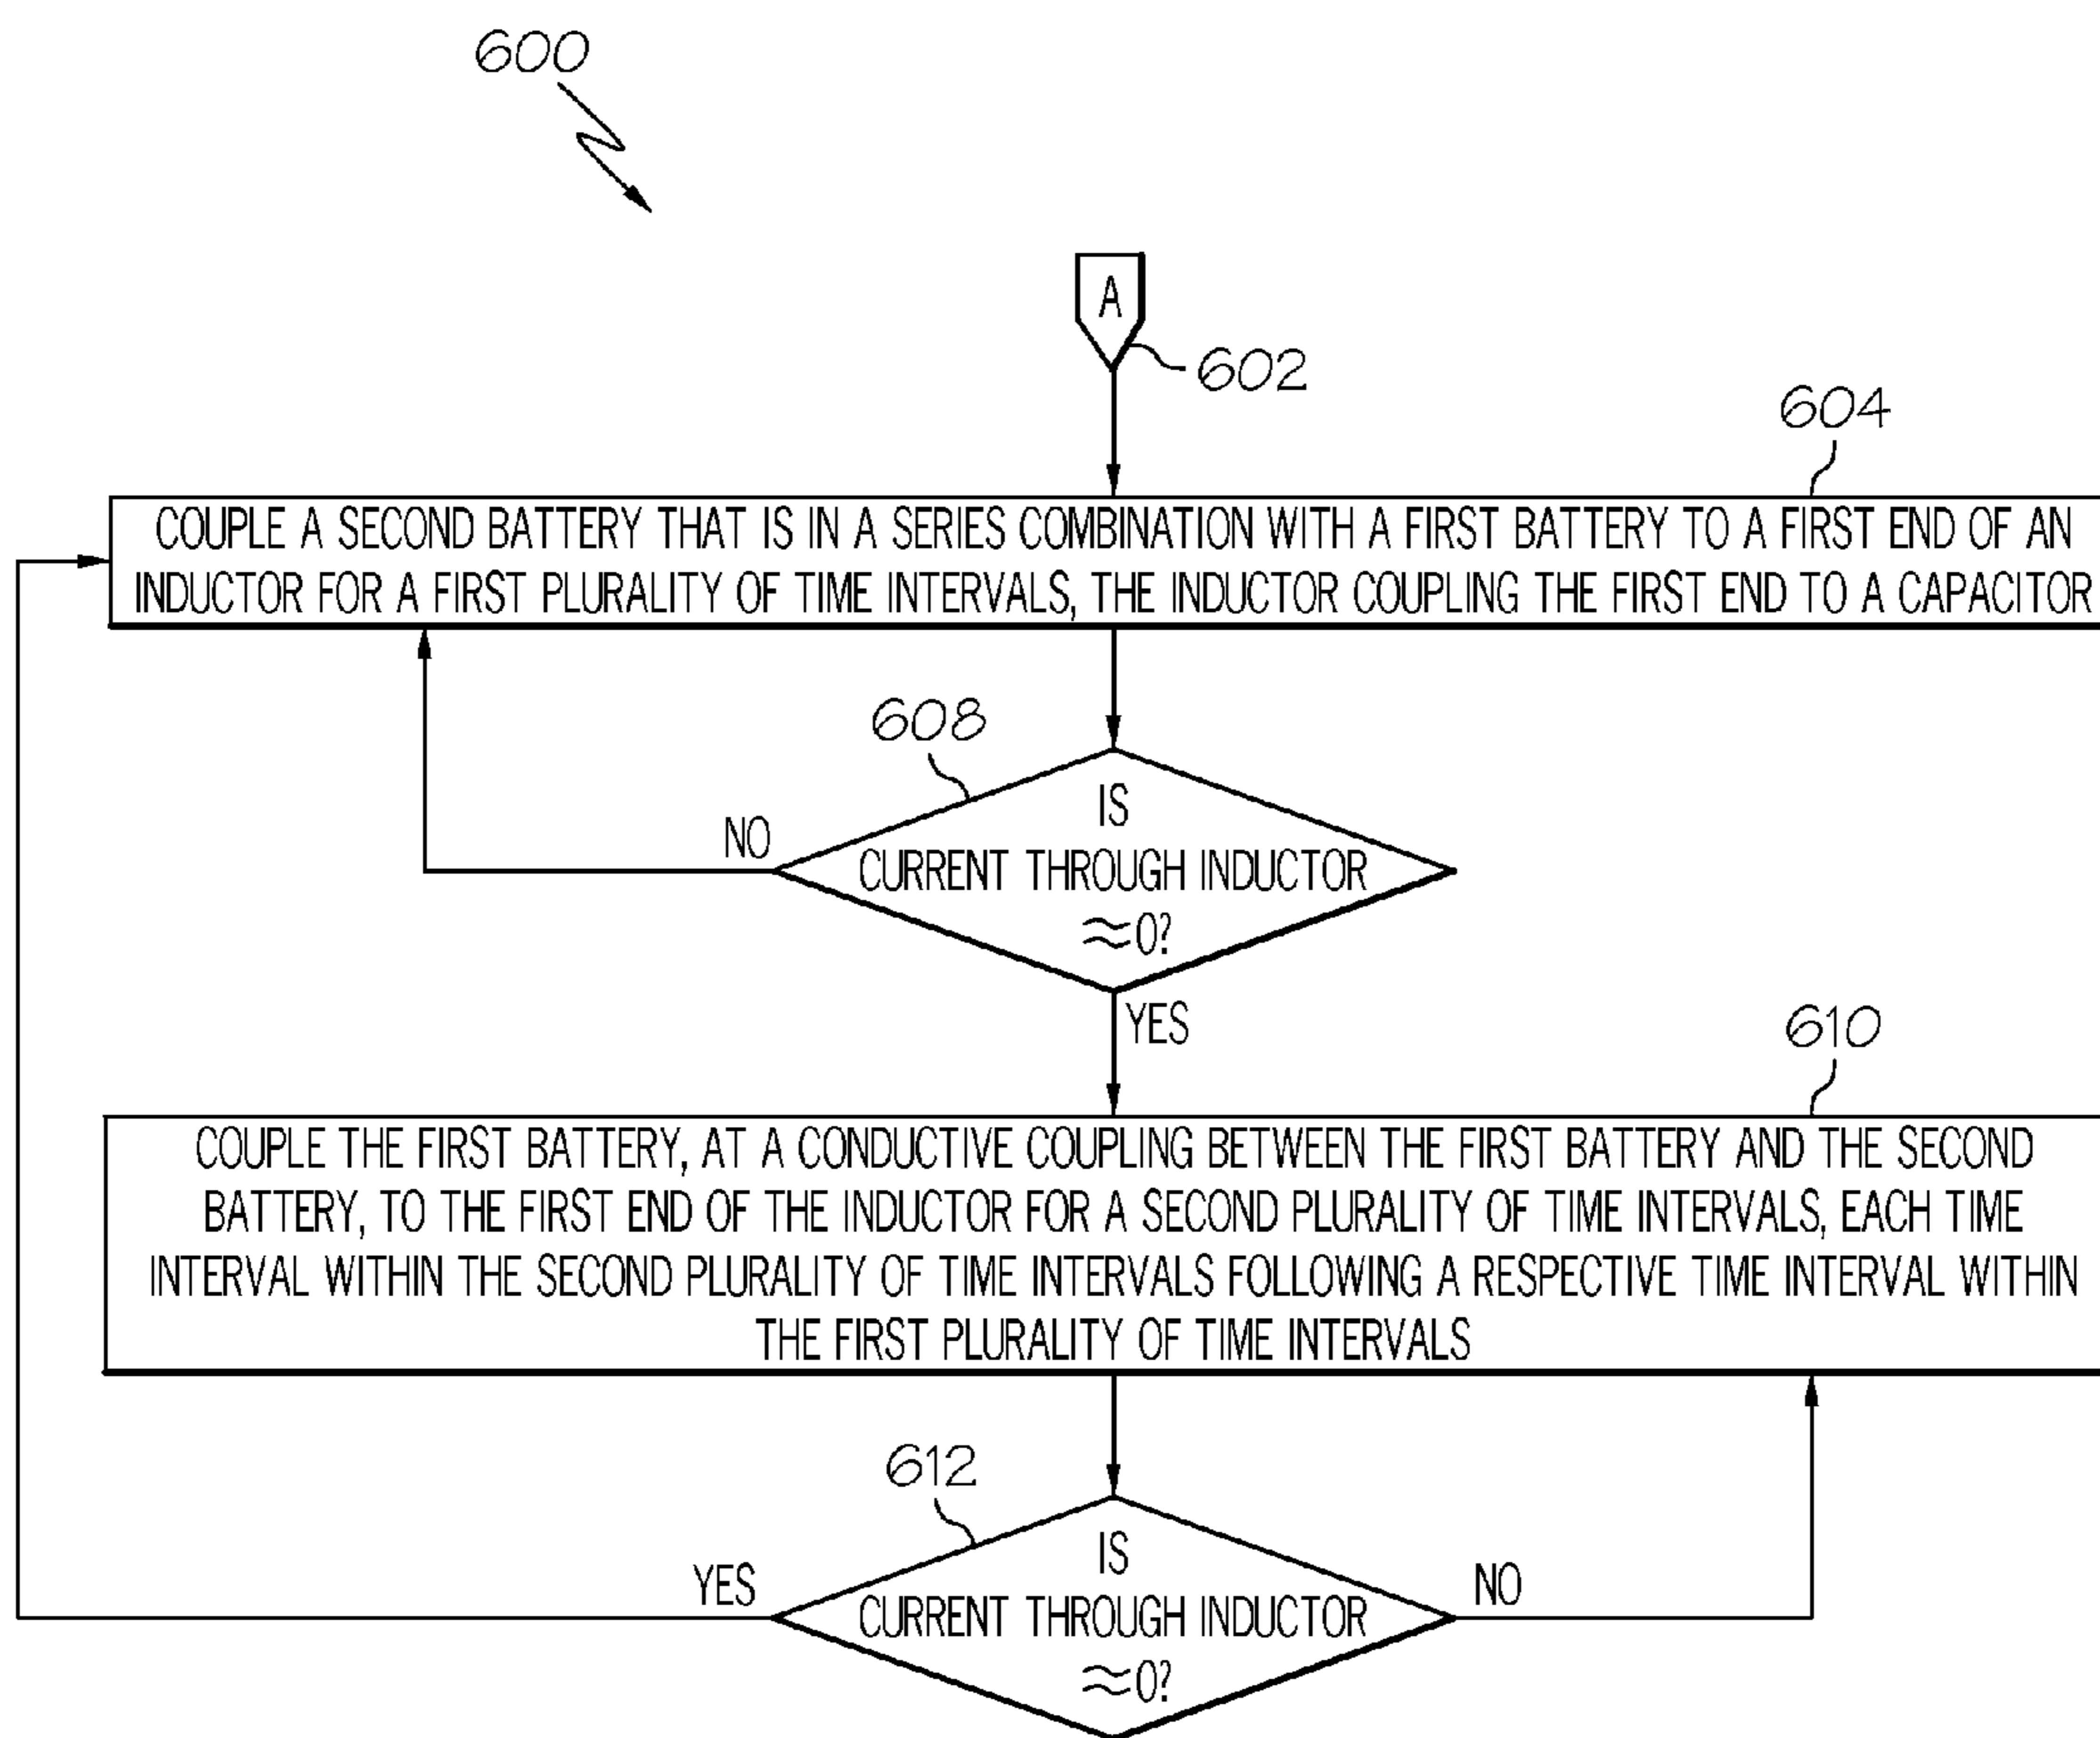 600
A
602
604
COUPLE A SECOND BATTERY THAT IS IN A SERIES COMBINATION WITH A FIRST BATTERY TO A FIRST END OF AN
INDUCTOR FOR A FIRST PLURALITY OF TIME INTERVALS, THE INDUCTOR COUPLING THE FIRST END TO A CAPACITOR
608
IS
CURRENT THROUGH INDUCTOR
≈0?
NO
YES
610
COUPLE THE FIRST BATTERY, AT A CONDUCTIVE COUPLING BETWEEN THE FIRST BATTERY AND THE SECOND
BATTERY, TO THE FIRST END OF THE INDUCTOR FOR A SECOND PLURALITY OF TIME INTERVALS, EACH TIME
INTERVAL WITHIN THE SECOND PLURALITY OF TIME INTERVALS FOLLOWING A RESPECTIVE TIME INTERVAL WITHIN
THE FIRST PLURALITY OF TIME INTERVALS
612
IS
CURRENT THROUGH INDUCTOR
≈0?
YES
NO